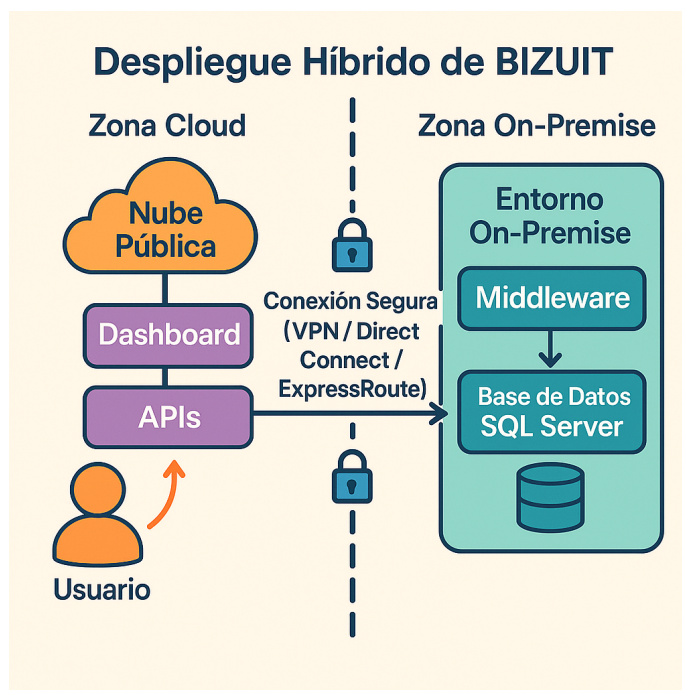 Despliegue Híbrido de BIZUIT
Zona Cloud
Zona On-Premise
Nube
Pública
Dashboard
APIs
Usuario
Conexión Segura
(VPN / Direct
Connect /
ExpressRoute)
Entorno
On-Premise
Middleware
Base de Datos
SQL Server